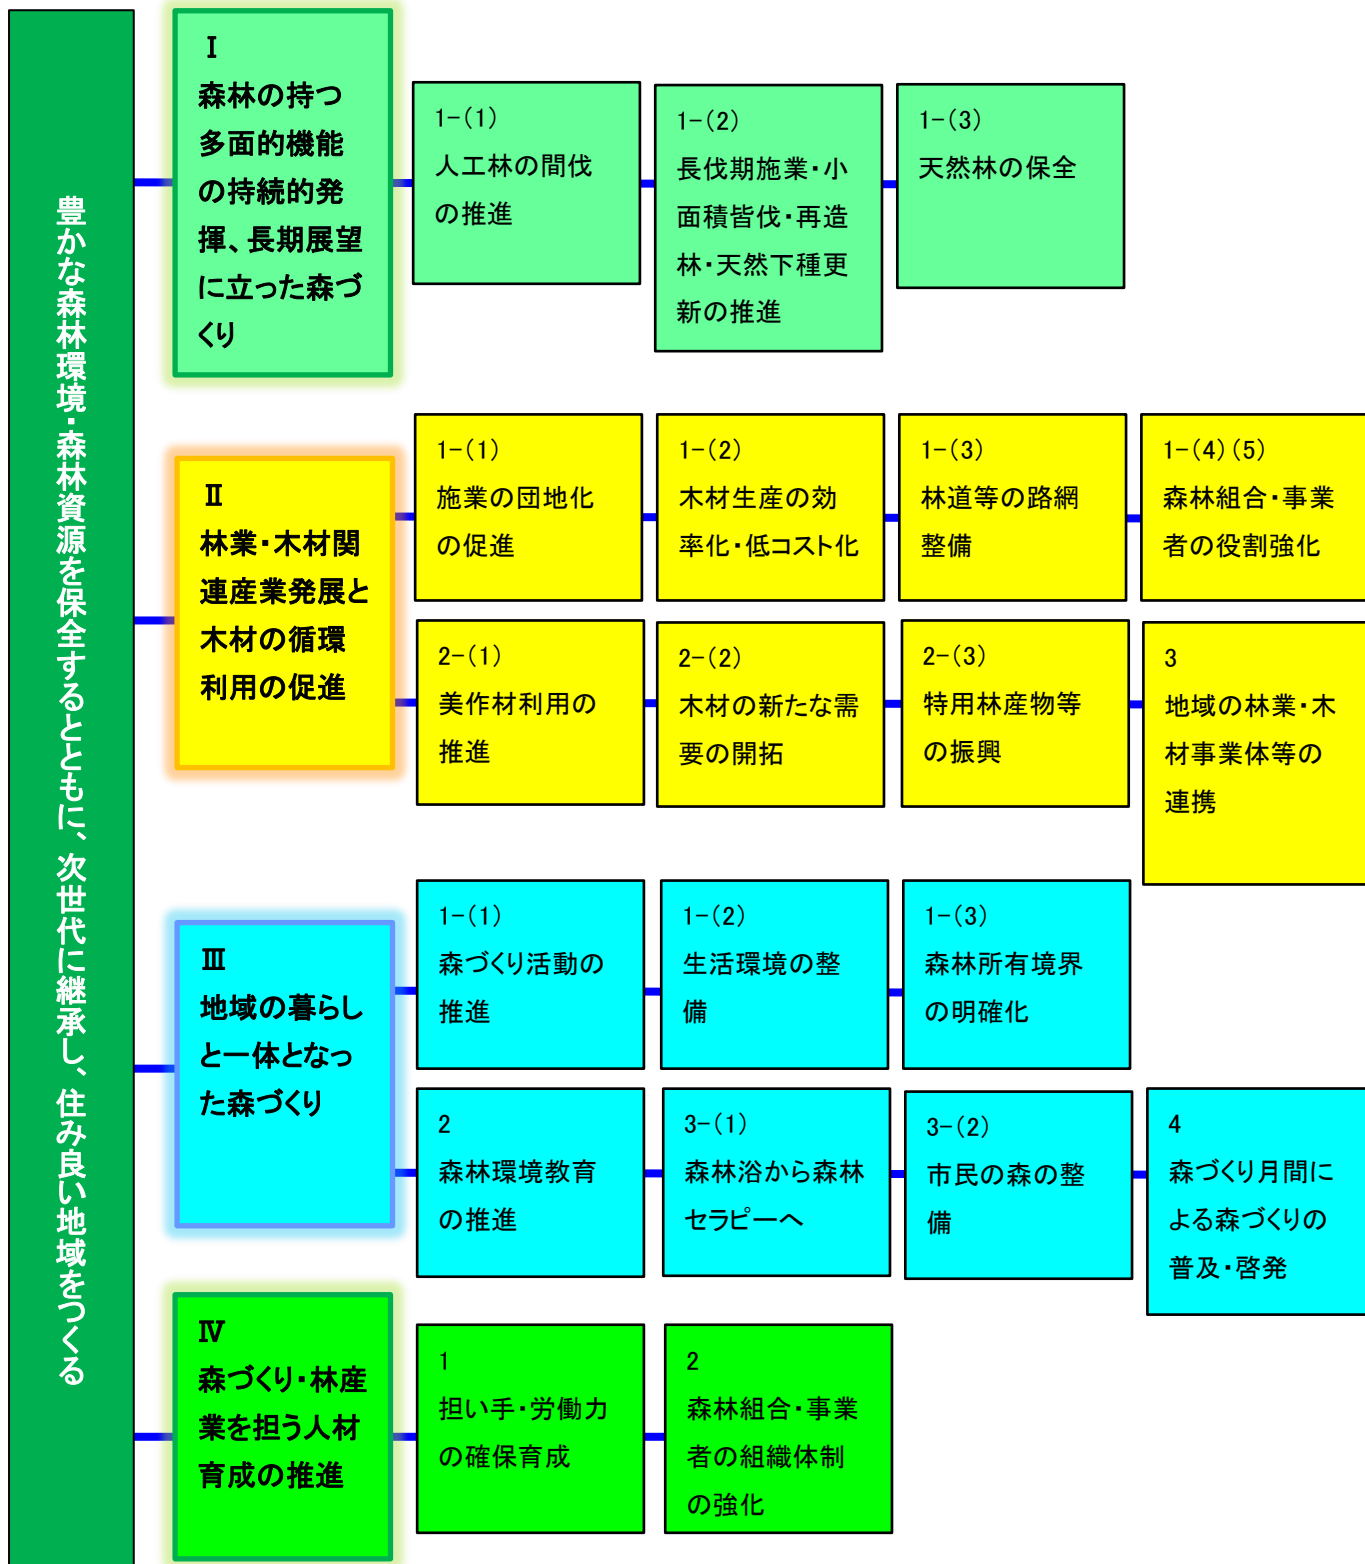 豊かな森林環境・森林資源を保全するとともに、次世代に継承し、住み良い地域をつくる
Ⅰ
森林の持つ
多面的機能
の持続的発
揮、長期展望
に立った森づ
くり
1-(1)
人工林の間伐
の推進
1-(2)
長伐期施業・小
面積皆伐・再造
林・天然下種更
新の推進
1-(3)
天然林の保全
Ⅱ
林業・木材関
連産業発展と
木材の循環
利用の促進
1-(1)
施業の団地化
の促進
1-(2)
木材生産の効
率化・低コスト化
1-(3)
林道等の路網
整備
1-(4)(5)
森林組合・事業
者の役割強化
2-(1)
美作材利用の
推進
2-(2)
木材の新たな需
要の開拓
2-(3)
特用林産物等
の振興
3
地域の林業・木
材事業体等の
連携
Ⅲ
地域の暮らし
と一体となっ
た森づくり
1-(1)
森づくり活動の
推進
1-(2)
生活環境の整
備
1-(3)
森林所有境界
の明確化
2
森林環境教育
の推進
3-(1)
森林浴から森林
セラピーへ
3-(2)
市民の森の整
備
4
森づくり月間に
よる森づくりの
普及・啓発
Ⅳ
森づくり・林産
業を担う人材
育成の推進
1
担い手・労働力
の確保育成
2
森林組合・事業
者の組織体制
の強化